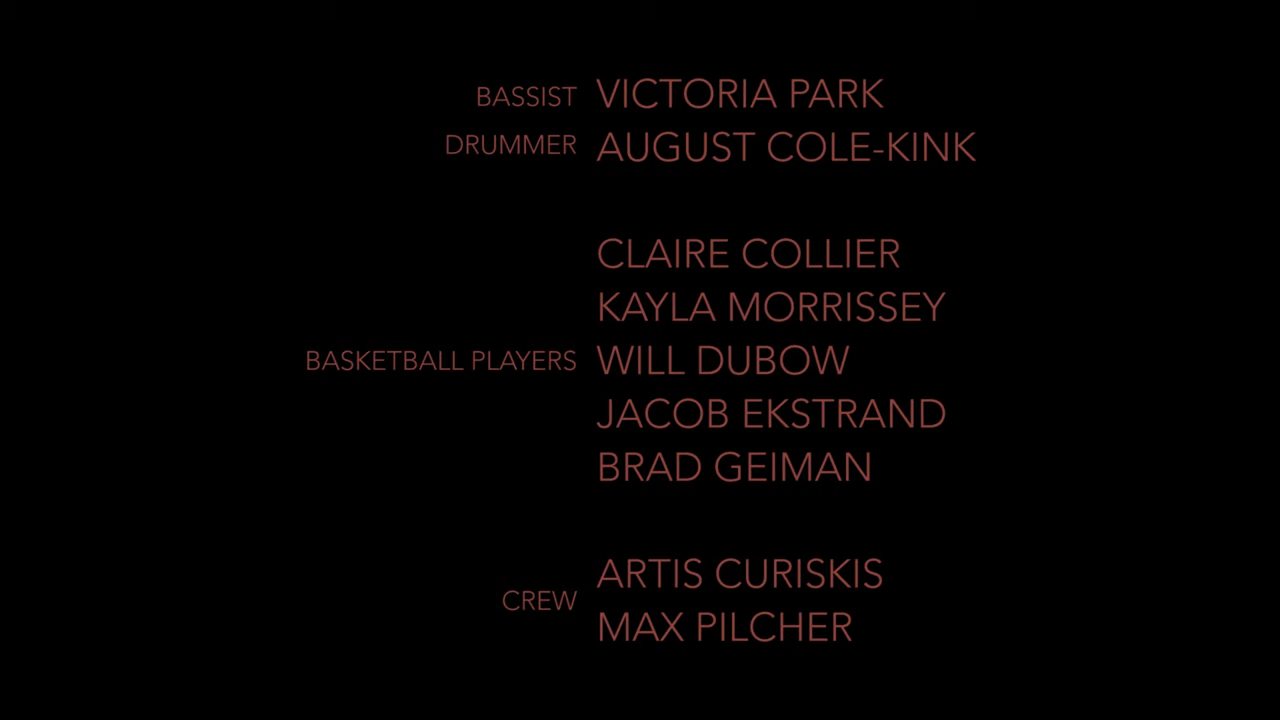 BASSIST VICTORIA PARK
DRUMMER AUGUST COLE-KINK
CLAIRE COLLIER
KAYLA MORRISSEY
BASKETBALL PLAYERS WILL DUBOW
JACOB EKSTRAND
BRAD GEIMAN
ARTIS CURISKIS
CREW
MAX PILCHER